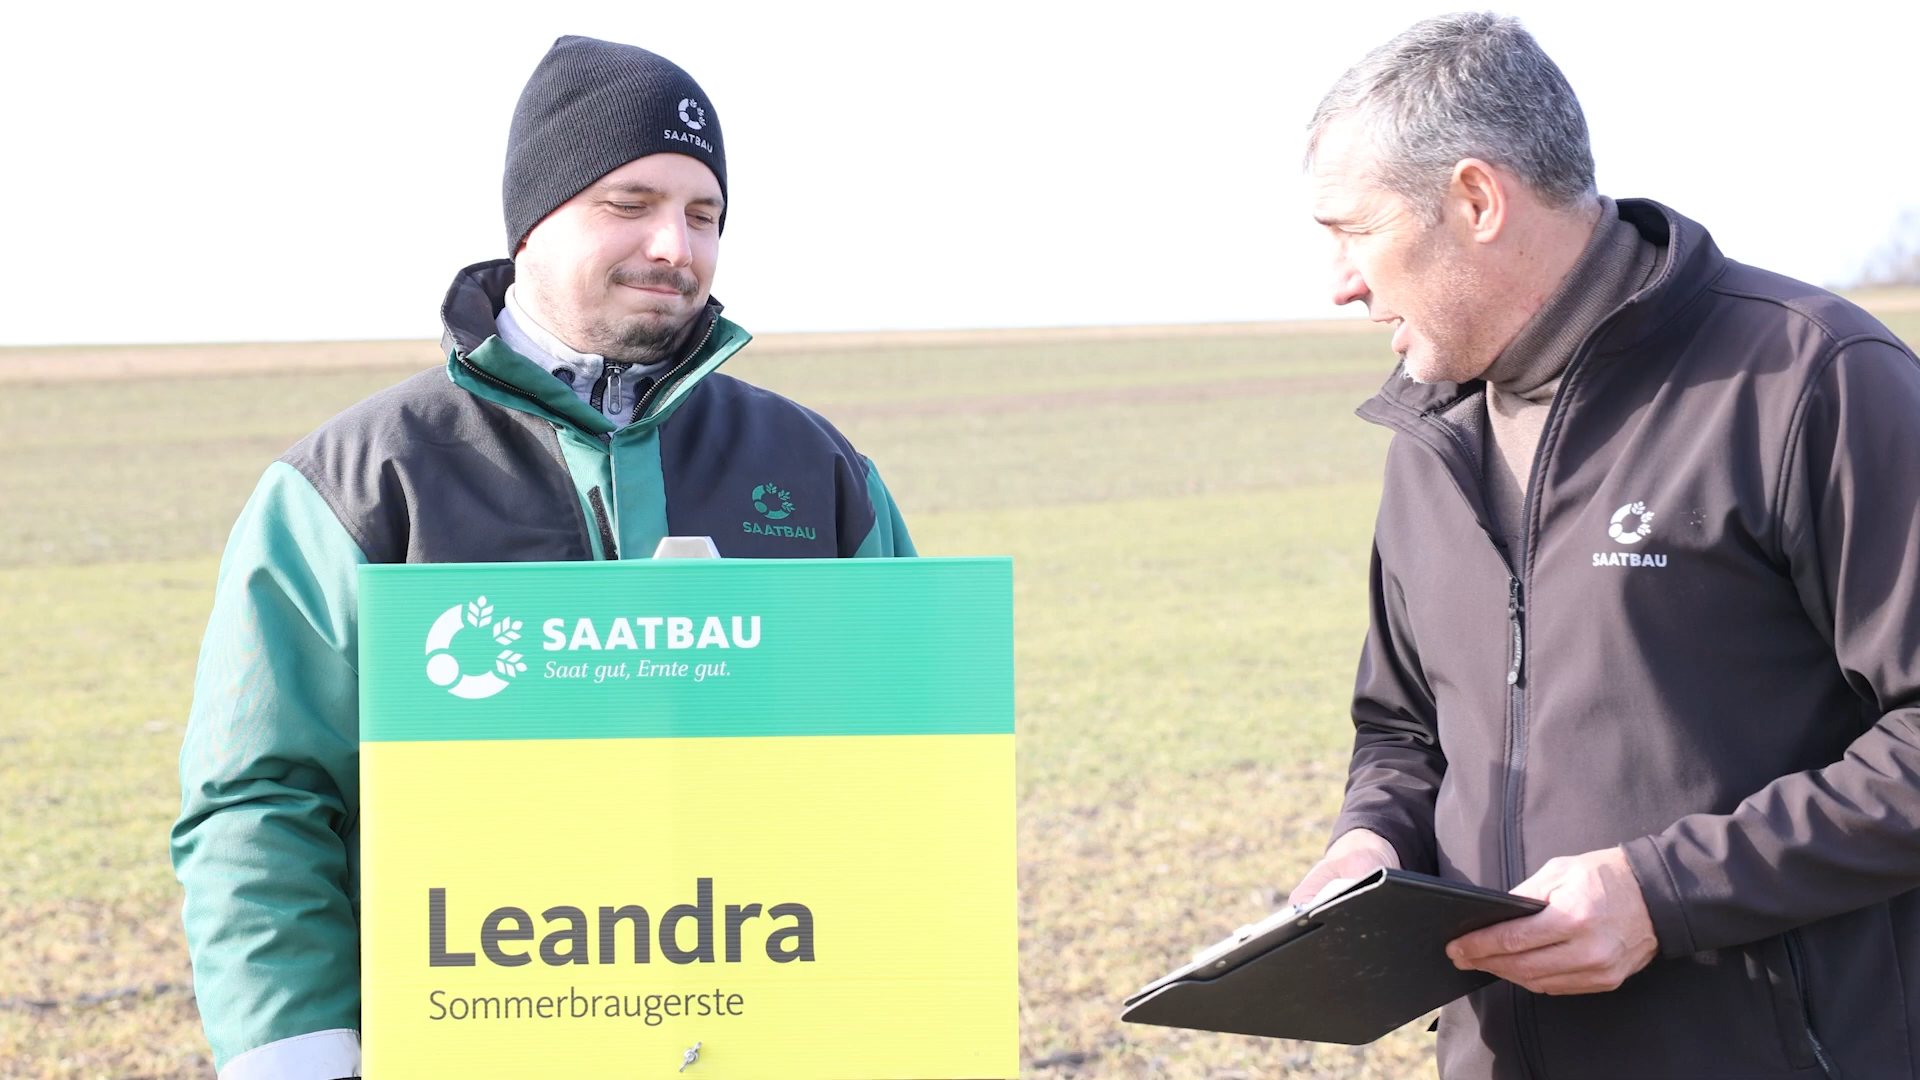 SAATBAU
SAATBAU
SAATBAU
SAATBAU
Saat gut, Ernte gut.
Leandra
Sommerbraugerste